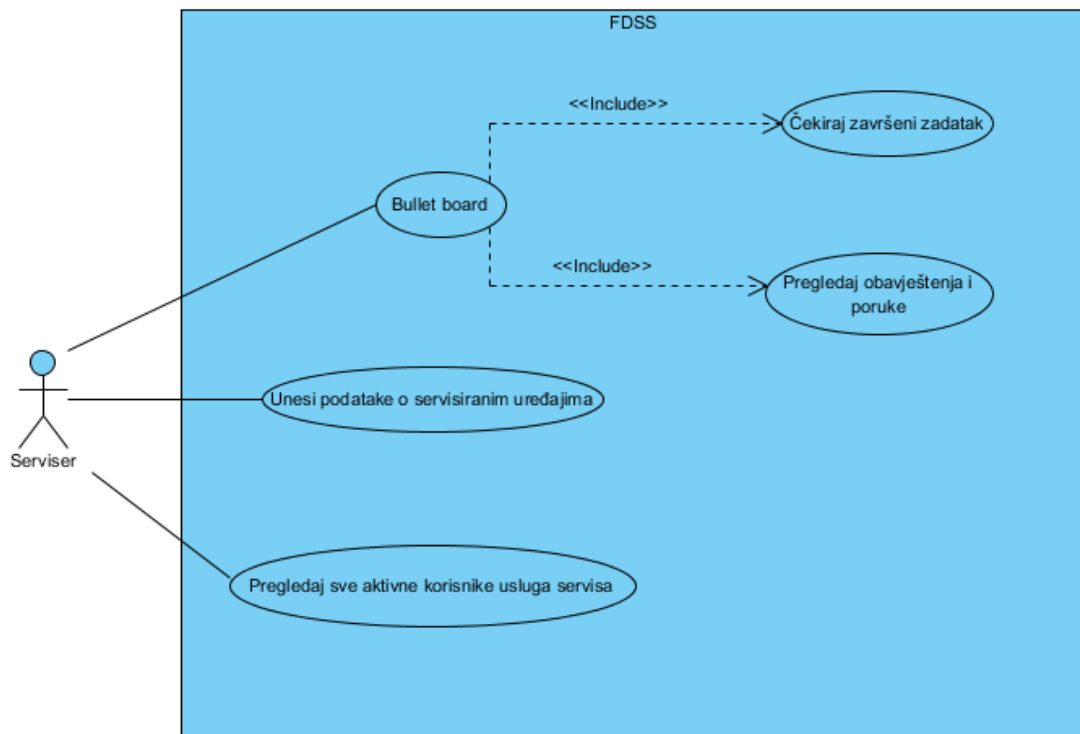 FDSS
<<Include>>
Čekiraj završeni zadatak
Bullet board
<<Include>>
Pregledaj obavještenja i
poruke
Unesi podatake o servisiranim uređajima
Serviser
Pregledaj sve aktivne korisnike usluga servisa